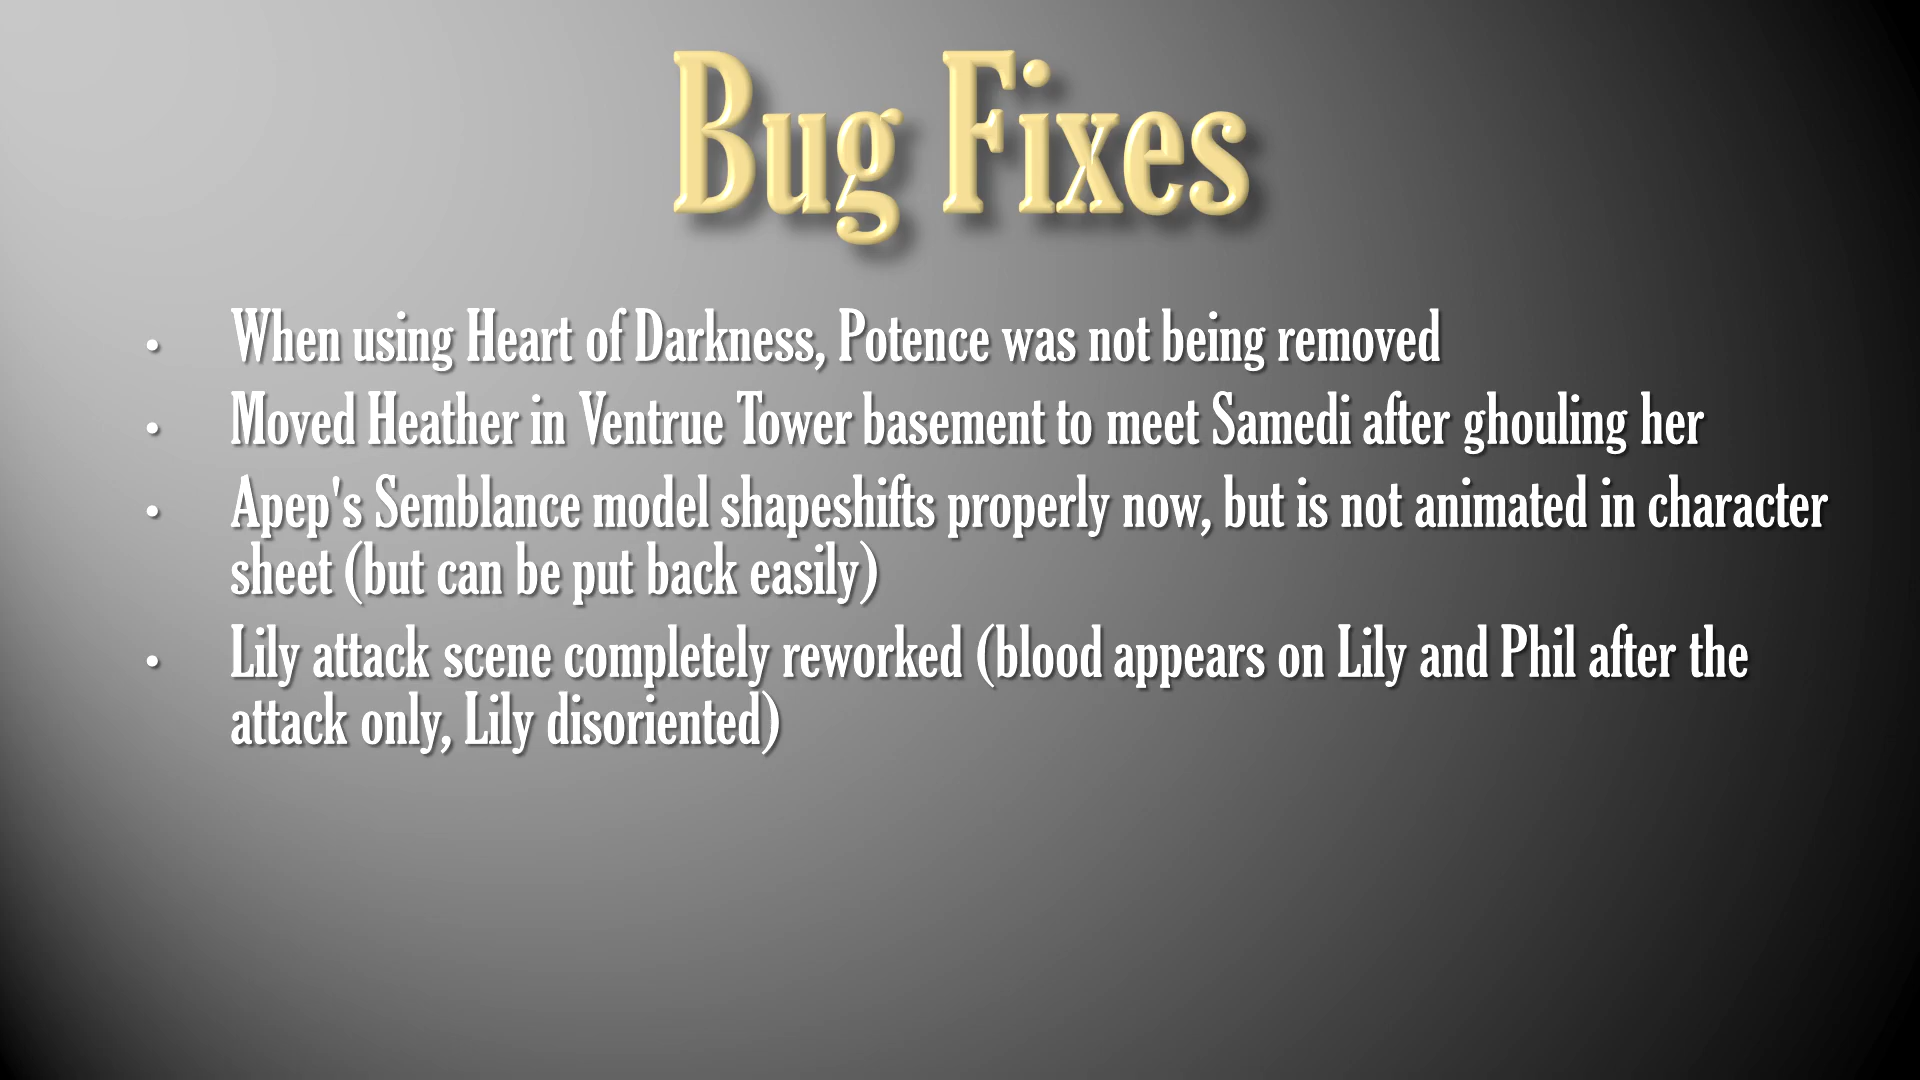 Bug Fixes
• When using Heart of Darkness, Potence was not being removed
• Moved Heather in Ventrue Tower basement to meet Samedi after ghouling her
• Apep's Semblance model shapeshifts properly now, but is not animated in character
sheet (but can be put back easily)
• Lily attack scene completely reworked (blood appears on Lily and Phil after the
attack only, Lily disoriented)